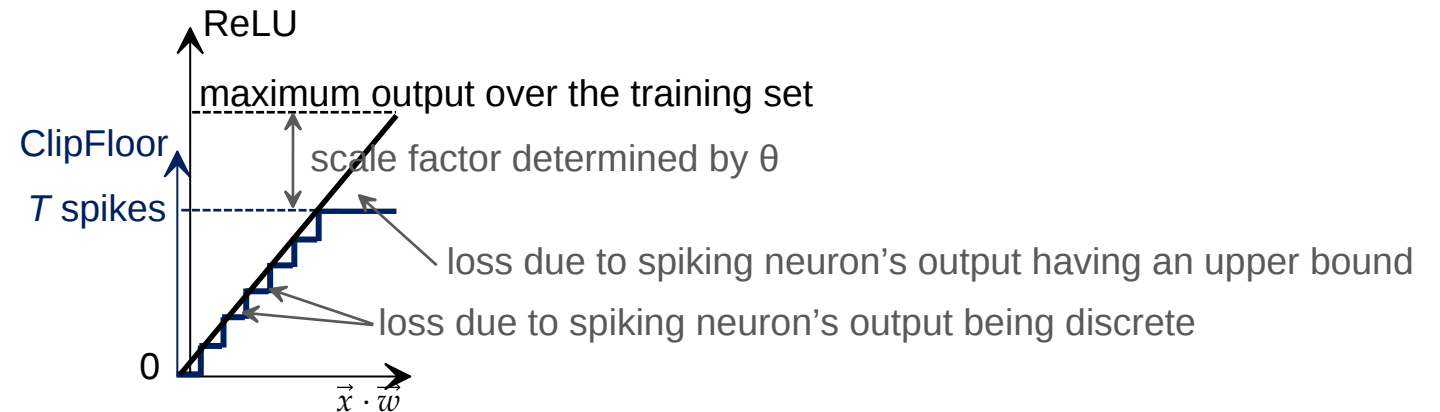 ReLU
maximum output over the training set
ClipFloor
scale factor determined by θ
T spikes
loss due to spiking neuron’s output having an upper bound
loss due to spiking neuron’s output being discrete
0
x⃗ · w⃗